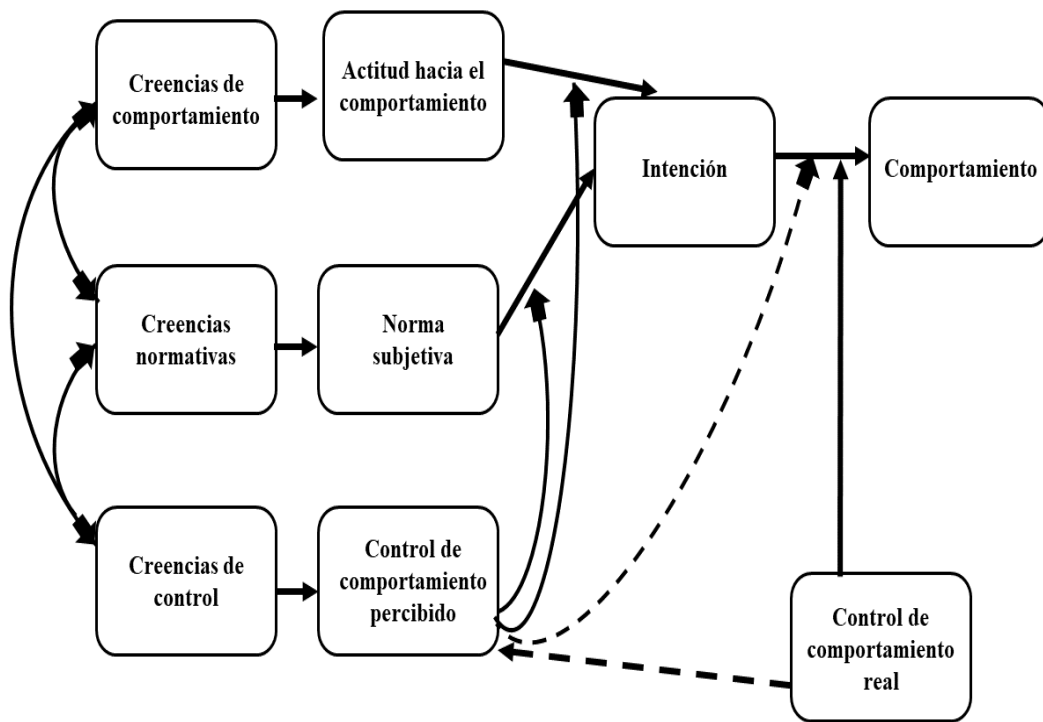 Creencias de
comportamiento
Actitud hacia el
comportamiento
Intención
Comportamiento
Creencias
normativas
Norma
subjetiva
Creencias de
control
Control de
comportamiento
percibido
Control de
comportamiento
real